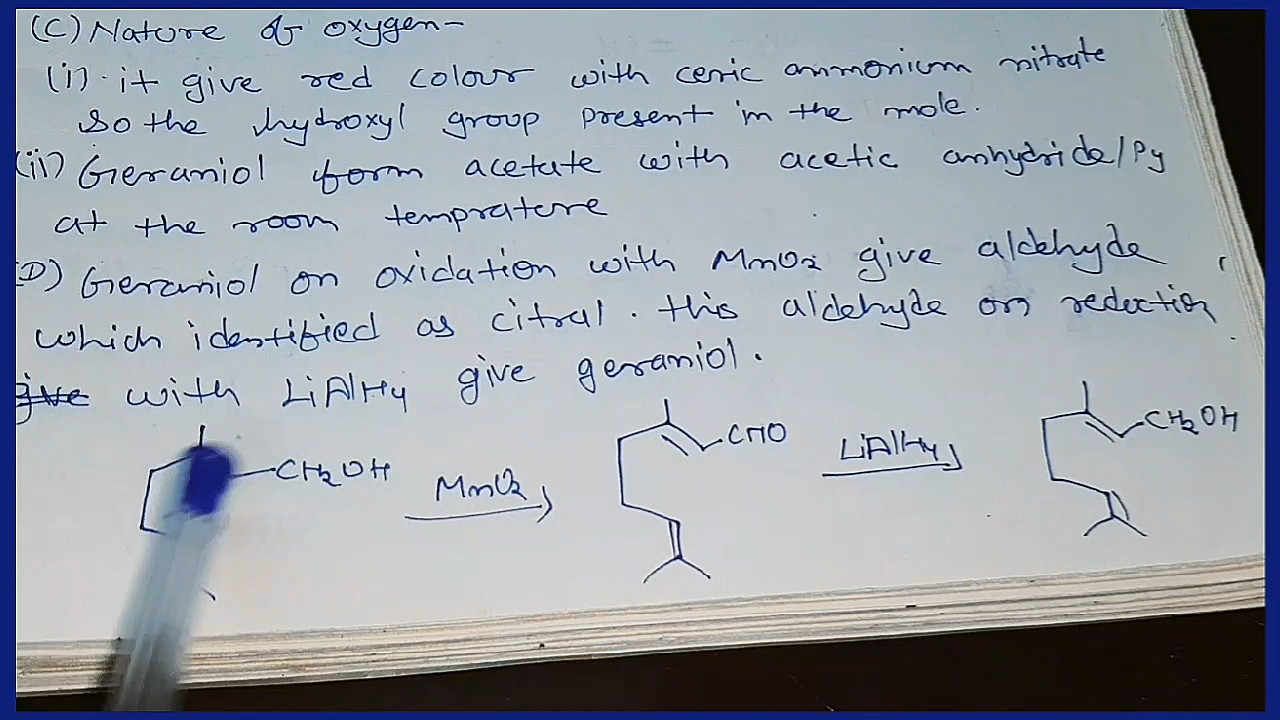 (C) Nature of oxygen-
(i). it give red colour with ceric ammonium nitrate
so the hydroxyl group present in the mole.
(ii) Geraniol form acetate with acetic anhydride/Py
at the room temprature
(D) Geraniol on oxidation with MnO2 give aldehyde
which identified as citral. this aldehyde on reduction
give with LiAlH4 give geraniol.
CH2OH MnO2 CHO LiAlH4 CH2OH